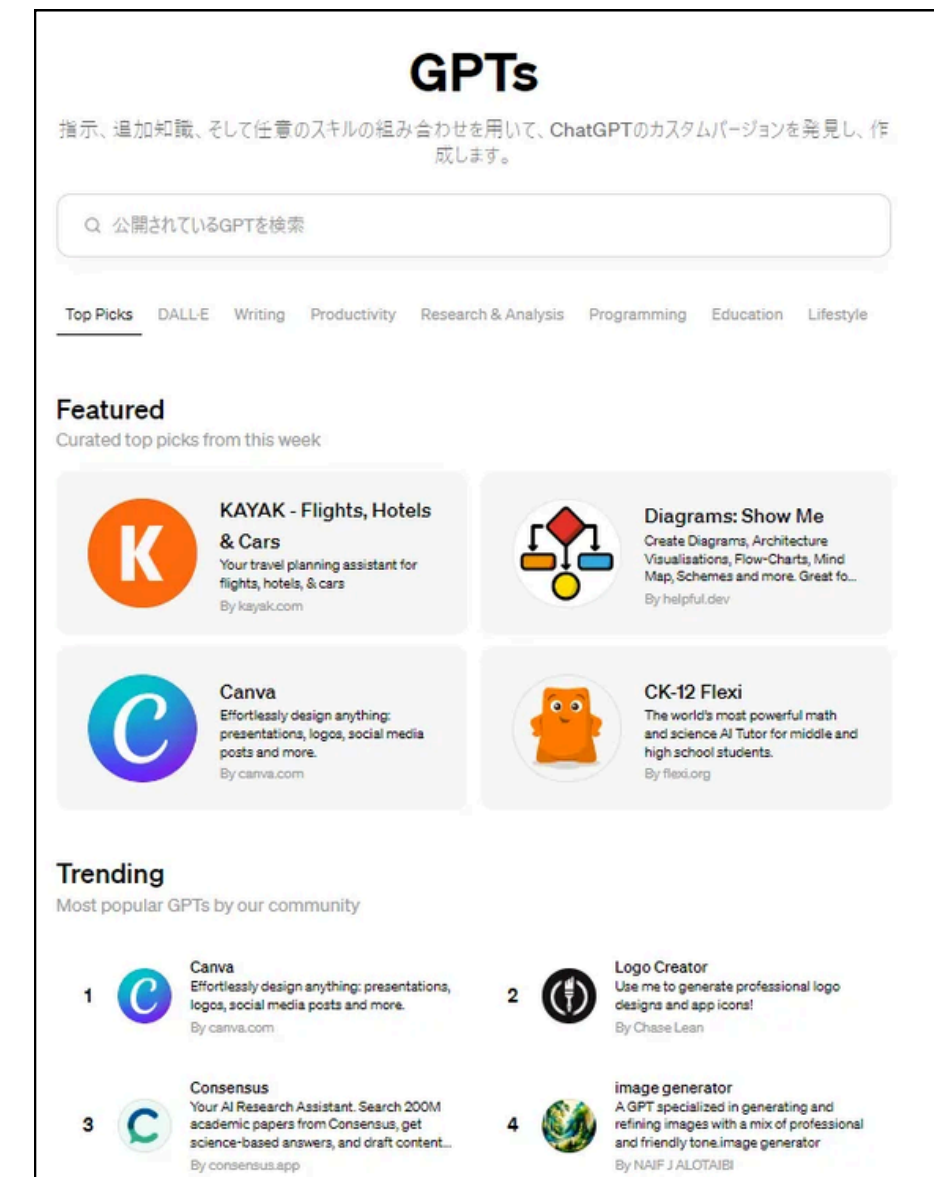 GPTs
指示、追加知識、そして任意のスキルの組み合わせを用いて、ChatGPTのカスタムバージョンを発見し、作
成します。
公開されているGPTを検索
Top Picks DALL·E Writing Productivity Research & Analysis Programming Education Lifestyle
Featured
Curated top picks from this week
K
KAYAK - Flights, Hotels
& Cars
Your travel planning assistant for
flights, hotels, & cars
By kayak.com
Diagrams: Show Me
Create Diagrams, Architecture
Visualisations, Flow-Charts, Mind
Map, Schemes and more. Great fo...
By helpful.dev
C
Canva
Effortlessly design anything:
presentations, logos, social media
posts and more.
By canva.com
CK-12 Flexi
The world's most powerful math
and science AI Tutor for middle and
high school students.
By flexi.org
Trending
Most popular GPTs by our community
1
C
Canva
Effortlessly design anything: presentations,
logos, social media posts and more.
By canva.com
2
Logo Creator
Use me to generate professional logo
designs and app icons!
By Chase Lean
3
C
Consensus
Your AI Research Assistant. Search 200M
academic papers from Consensus, get
science-based answers, and draft content...
By consensus.app
4
image generator
A GPT specialized in generating and
refining images with a mix of professional
and friendly tone.image generator
By NAIF J ALOTAIBI